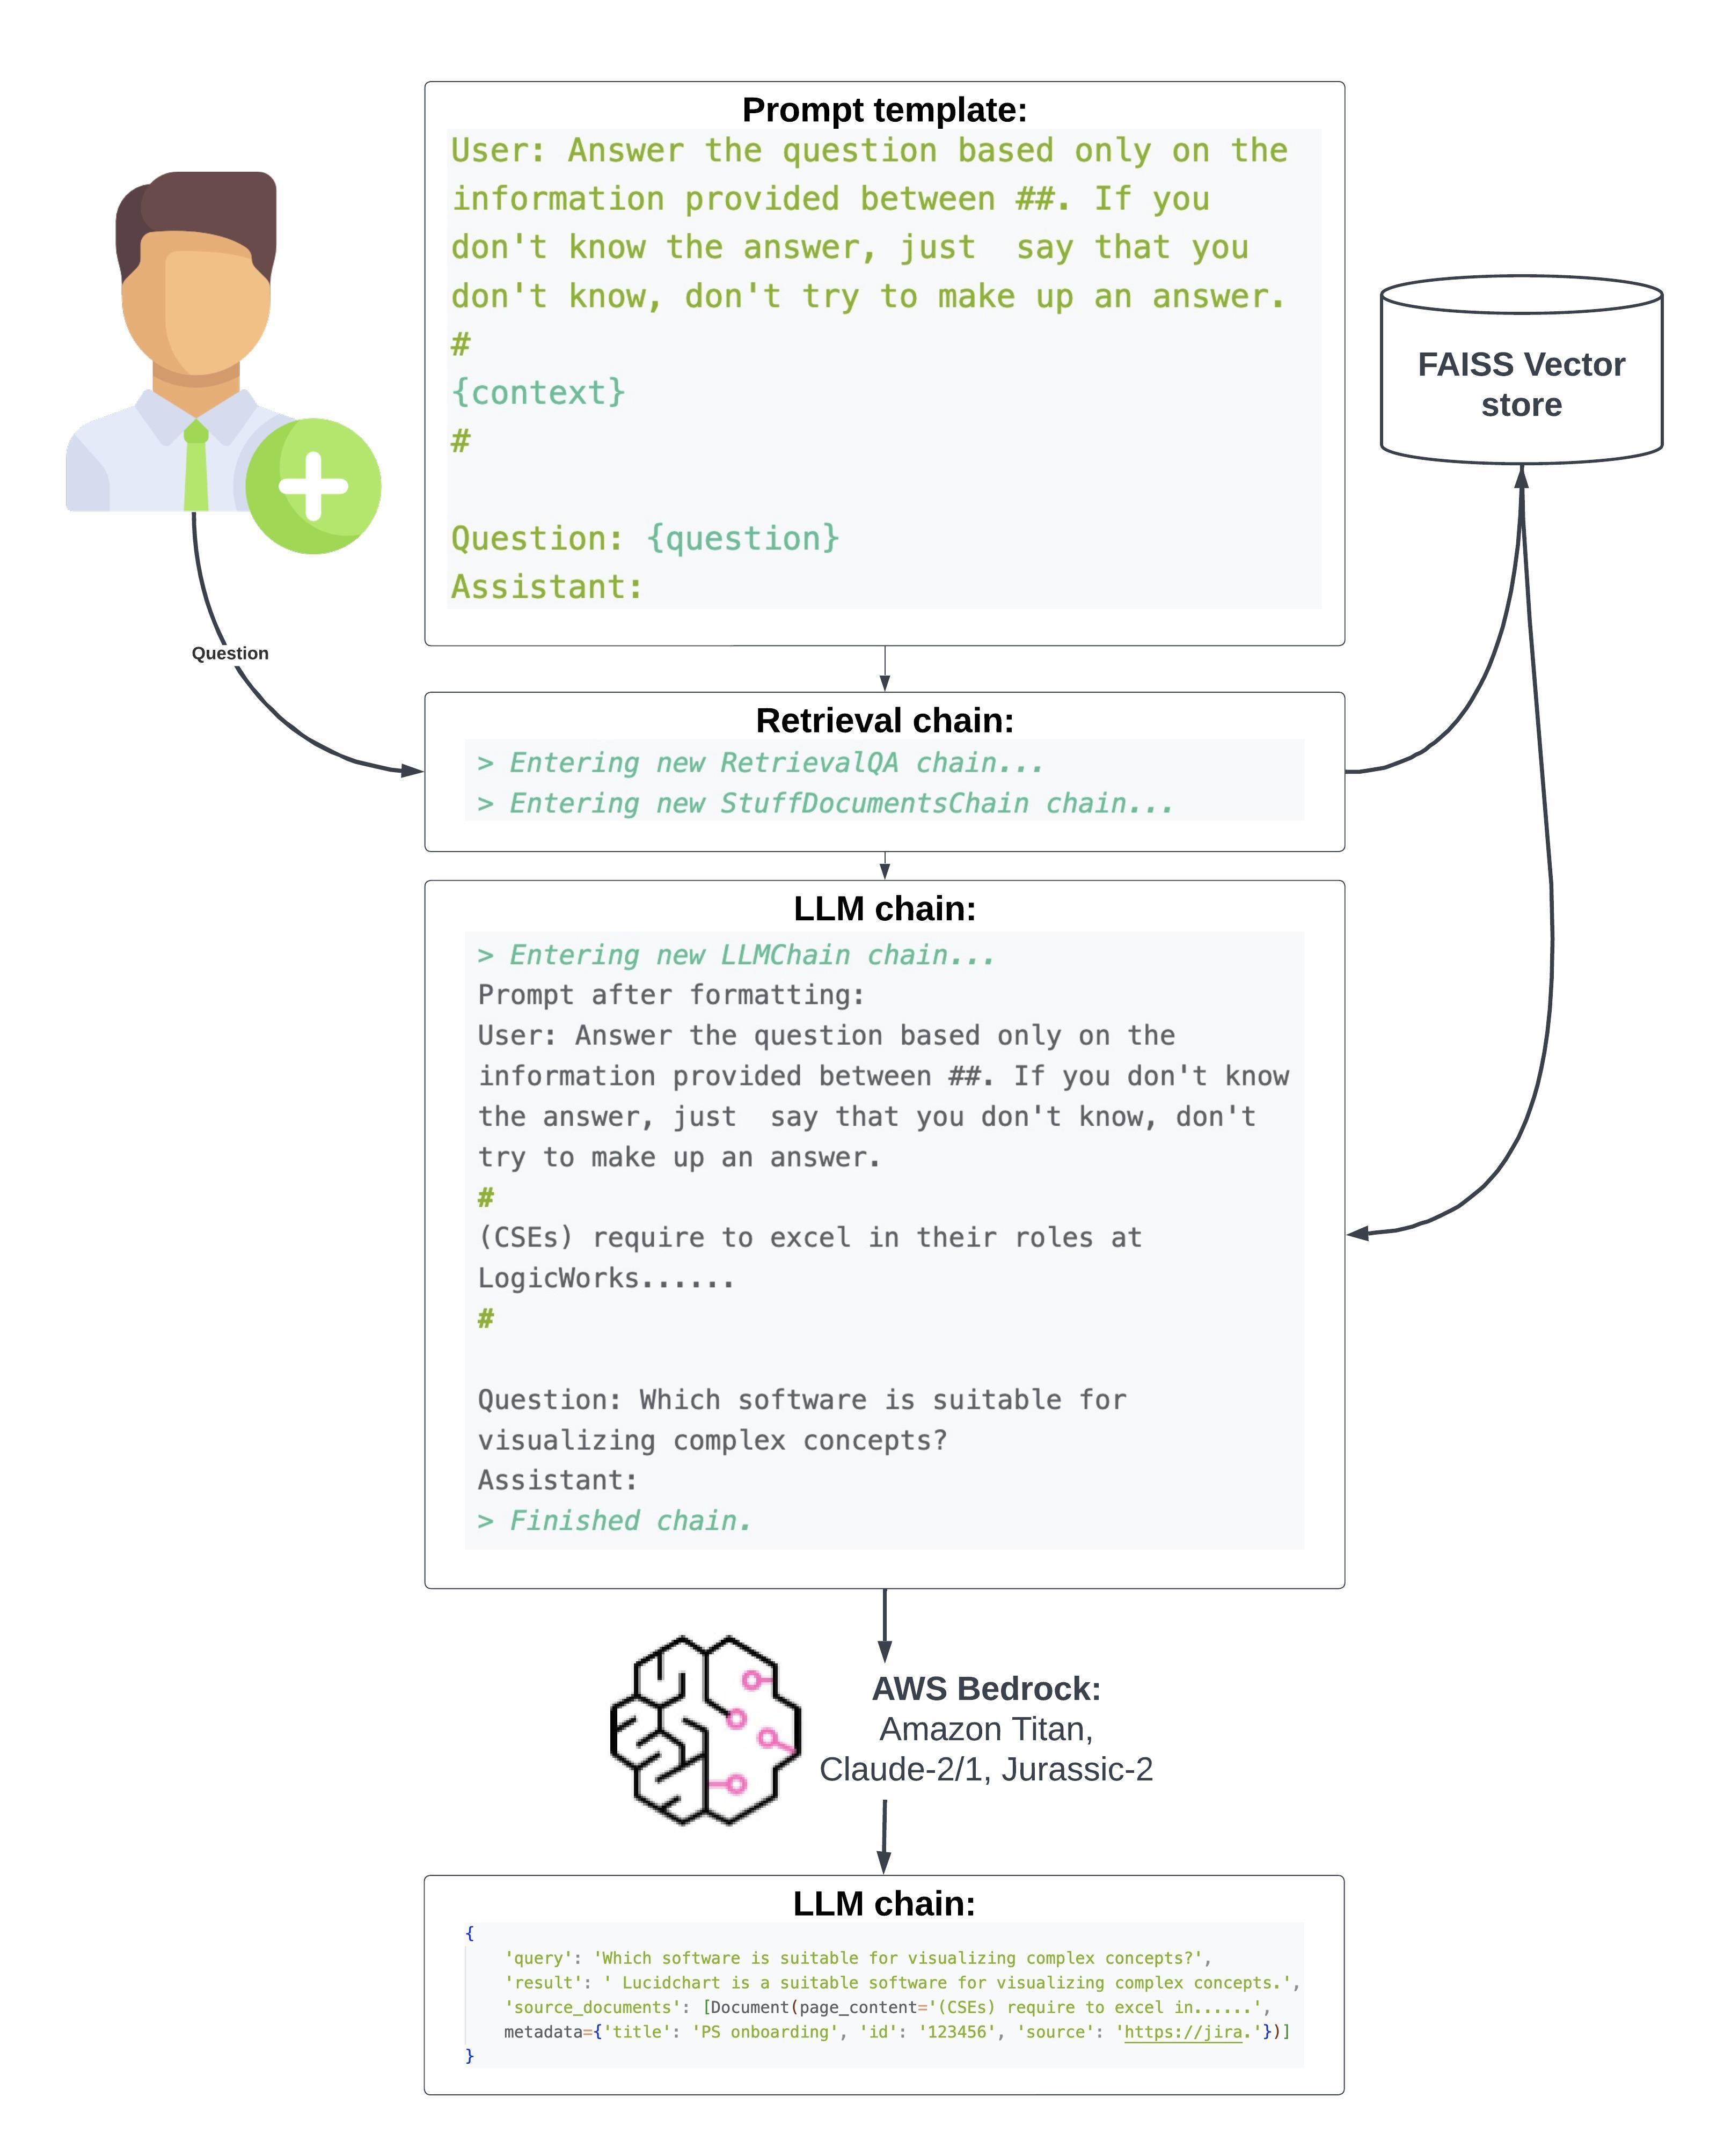 Prompt template:
User: Answer the question based only on the
information provided between ##. If you
don't know the answer, just  say that you
don't know, don't try to make up an answer.
#
{context}
#
Question: {question}
Assistant:
FAISS Vector
store
Question
Retrieval chain:
> Entering new RetrievalQA chain...
> Entering new StuffDocumentsChain chain...
LLM chain:
> Entering new LLMChain chain...
Prompt after formatting:
User: Answer the question based only on the
information provided between ##. If you don't know
the answer, just  say that you don't know, don't
try to make up an answer.
#
(CSEs) require to excel in their roles at
LogicWorks......
#
Question: Which software is suitable for
visualizing complex concepts?
Assistant:
> Finished chain.
AWS Bedrock:
Amazon Titan,
Claude-2/1, Jurassic-2
LLM chain:
{
'query': 'Which software is suitable for visualizing complex concepts?',
'result': ' Lucidchart is a suitable software for visualizing complex concepts.',
'source_documents': [Document(page_content='(CSEs) require to excel in......',
metadata={'title': 'PS onboarding', 'id': '123456', 'source': 'https://jira.'})]
}